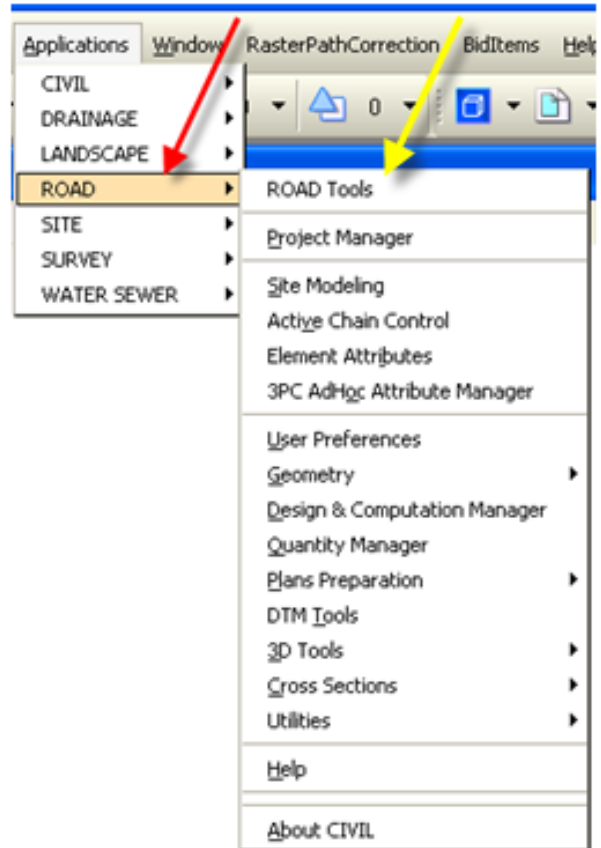 Applications Window RasterPathCorrection BidItems Help
0
CIVIL
DRAINAGE
LANDSCAPE
ROAD
SITE
SURVEY
WATER SEWER
ROAD Tools
Project Manager
Site Modeling
Active Chain Control
Element Attributes
3PC AdHoc Attribute Manager
User Preferences
Geometry
Design & Computation Manager
Quantity Manager
Plans Preparation
DTM Tools
3D Tools
Cross Sections
Utilities
Help
About CIVIL